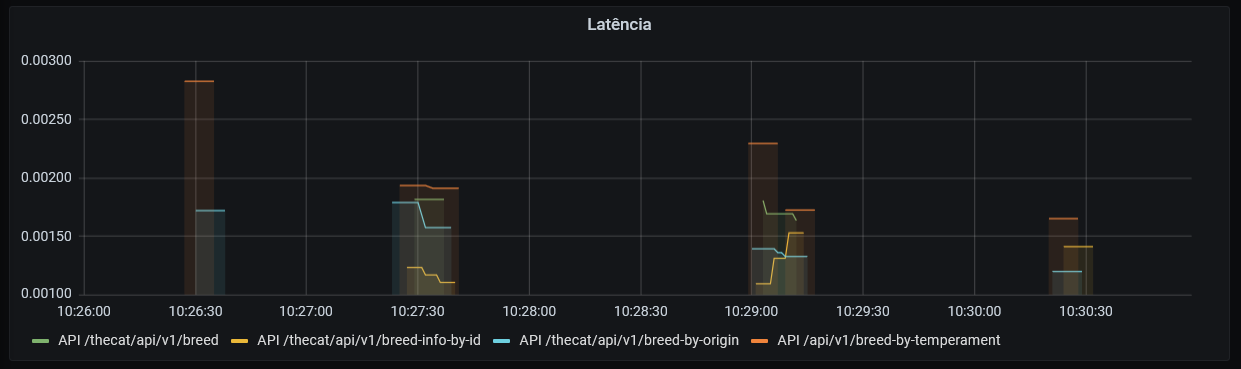 Latência
0.00300
0.00250
0.00200
0.00150
0.00100
10:26:00 10:26:30 10:27:00 10:27:30 10:28:00 10:28:30 10:29:00 10:29:30 10:30:00 10:30:30
API /thecat/api/v1/breed API /thecat/api/v1/breed-info-by-id API /thecat/api/v1/breed-by-origin API /api/v1/breed-by-temperament